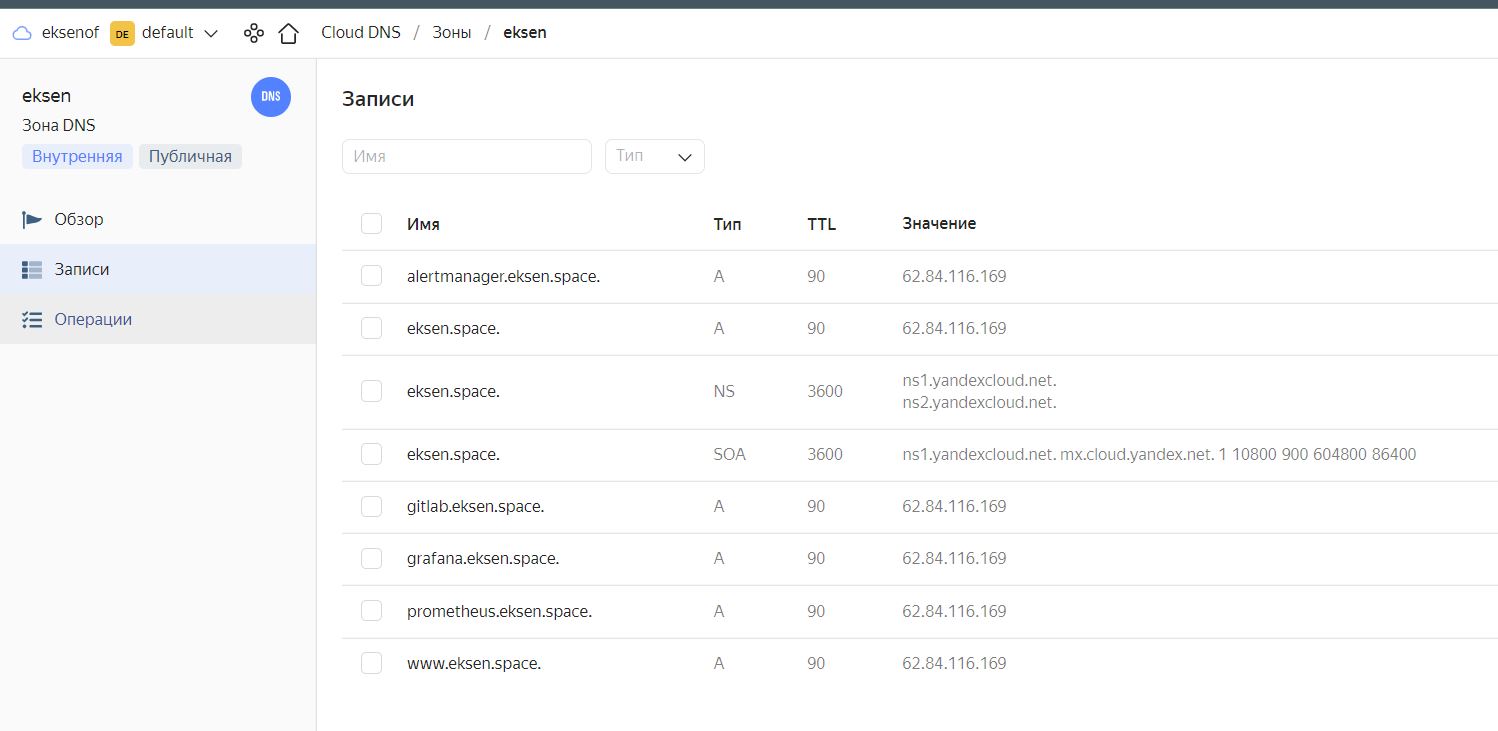 eksenof DE default Cloud DNS / Зоны / eksen
eksen
DNS
Зона DNS
Внутренняя Публичная
Обзор
Записи
Операции
Записи
Имя Тип
Имя Тип TTL Значение
alertmanager.eksen.space. A 90 62.84.116.169
eksen.space. A 90 62.84.116.169
eksen.space. NS 3600 ns1.yandexcloud.net.
ns2.yandexcloud.net.
eksen.space. SOA 3600 ns1.yandexcloud.net. mx.cloud.yandex.net. 1 10800 900 604800 86400
gitlab.eksen.space. A 90 62.84.116.169
grafana.eksen.space. A 90 62.84.116.169
prometheus.eksen.space. A 90 62.84.116.169
www.eksen.space. A 90 62.84.116.169